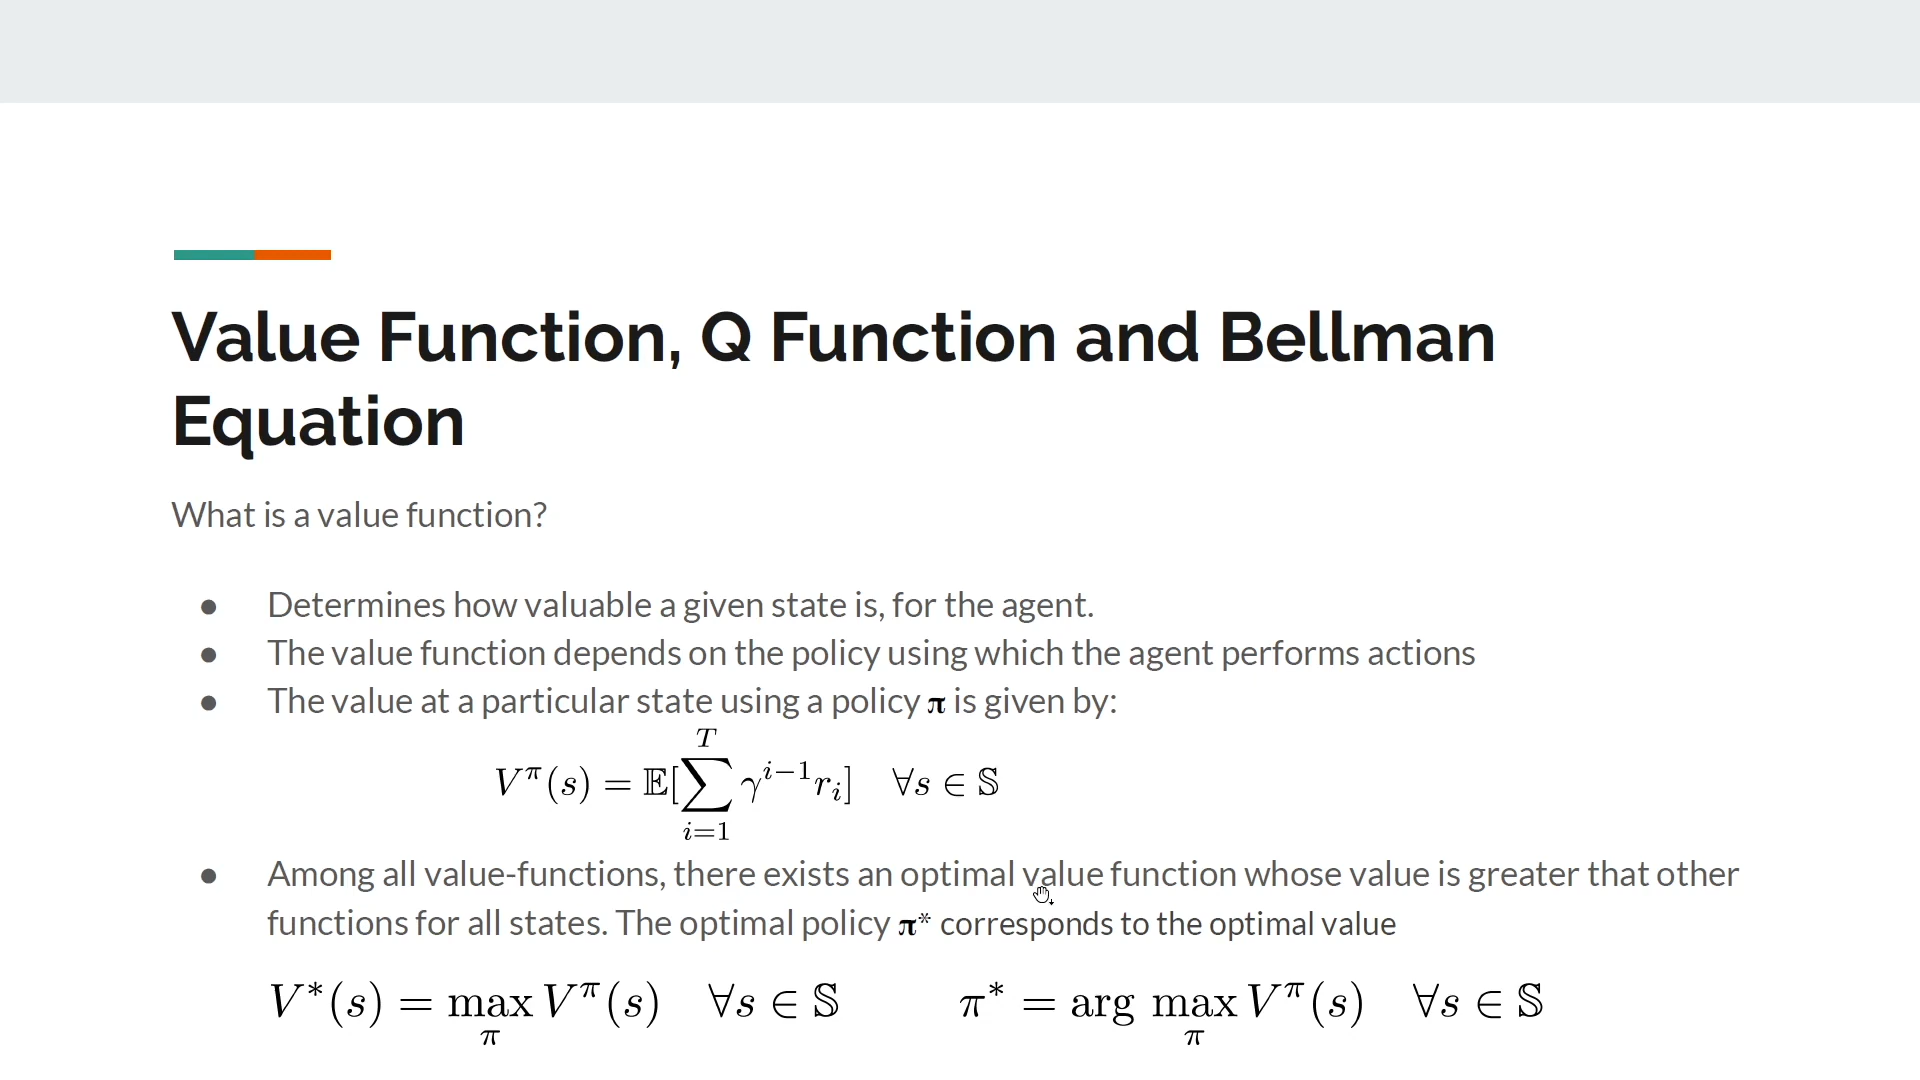 Value Function, Q Function and Bellman
Equation
What is a value function?
● Determines how valuable a given state is, for the agent.
● The value function depends on the policy using which the agent performs actions
● The value at a particular state using a policy π is given by:
V^π(s) = 𝔼[∑_{i=1}^{T} γ^{i−1} r_i] ∀s ∈ 𝕊
● Among all value-functions, there exists an optimal value function whose value is greater that other
functions for all states. The optimal policy π* corresponds to the optimal value
V^*(s) = max_π V^π(s) ∀s ∈ 𝕊 π^* = arg max_π V^π(s) ∀s ∈ 𝕊